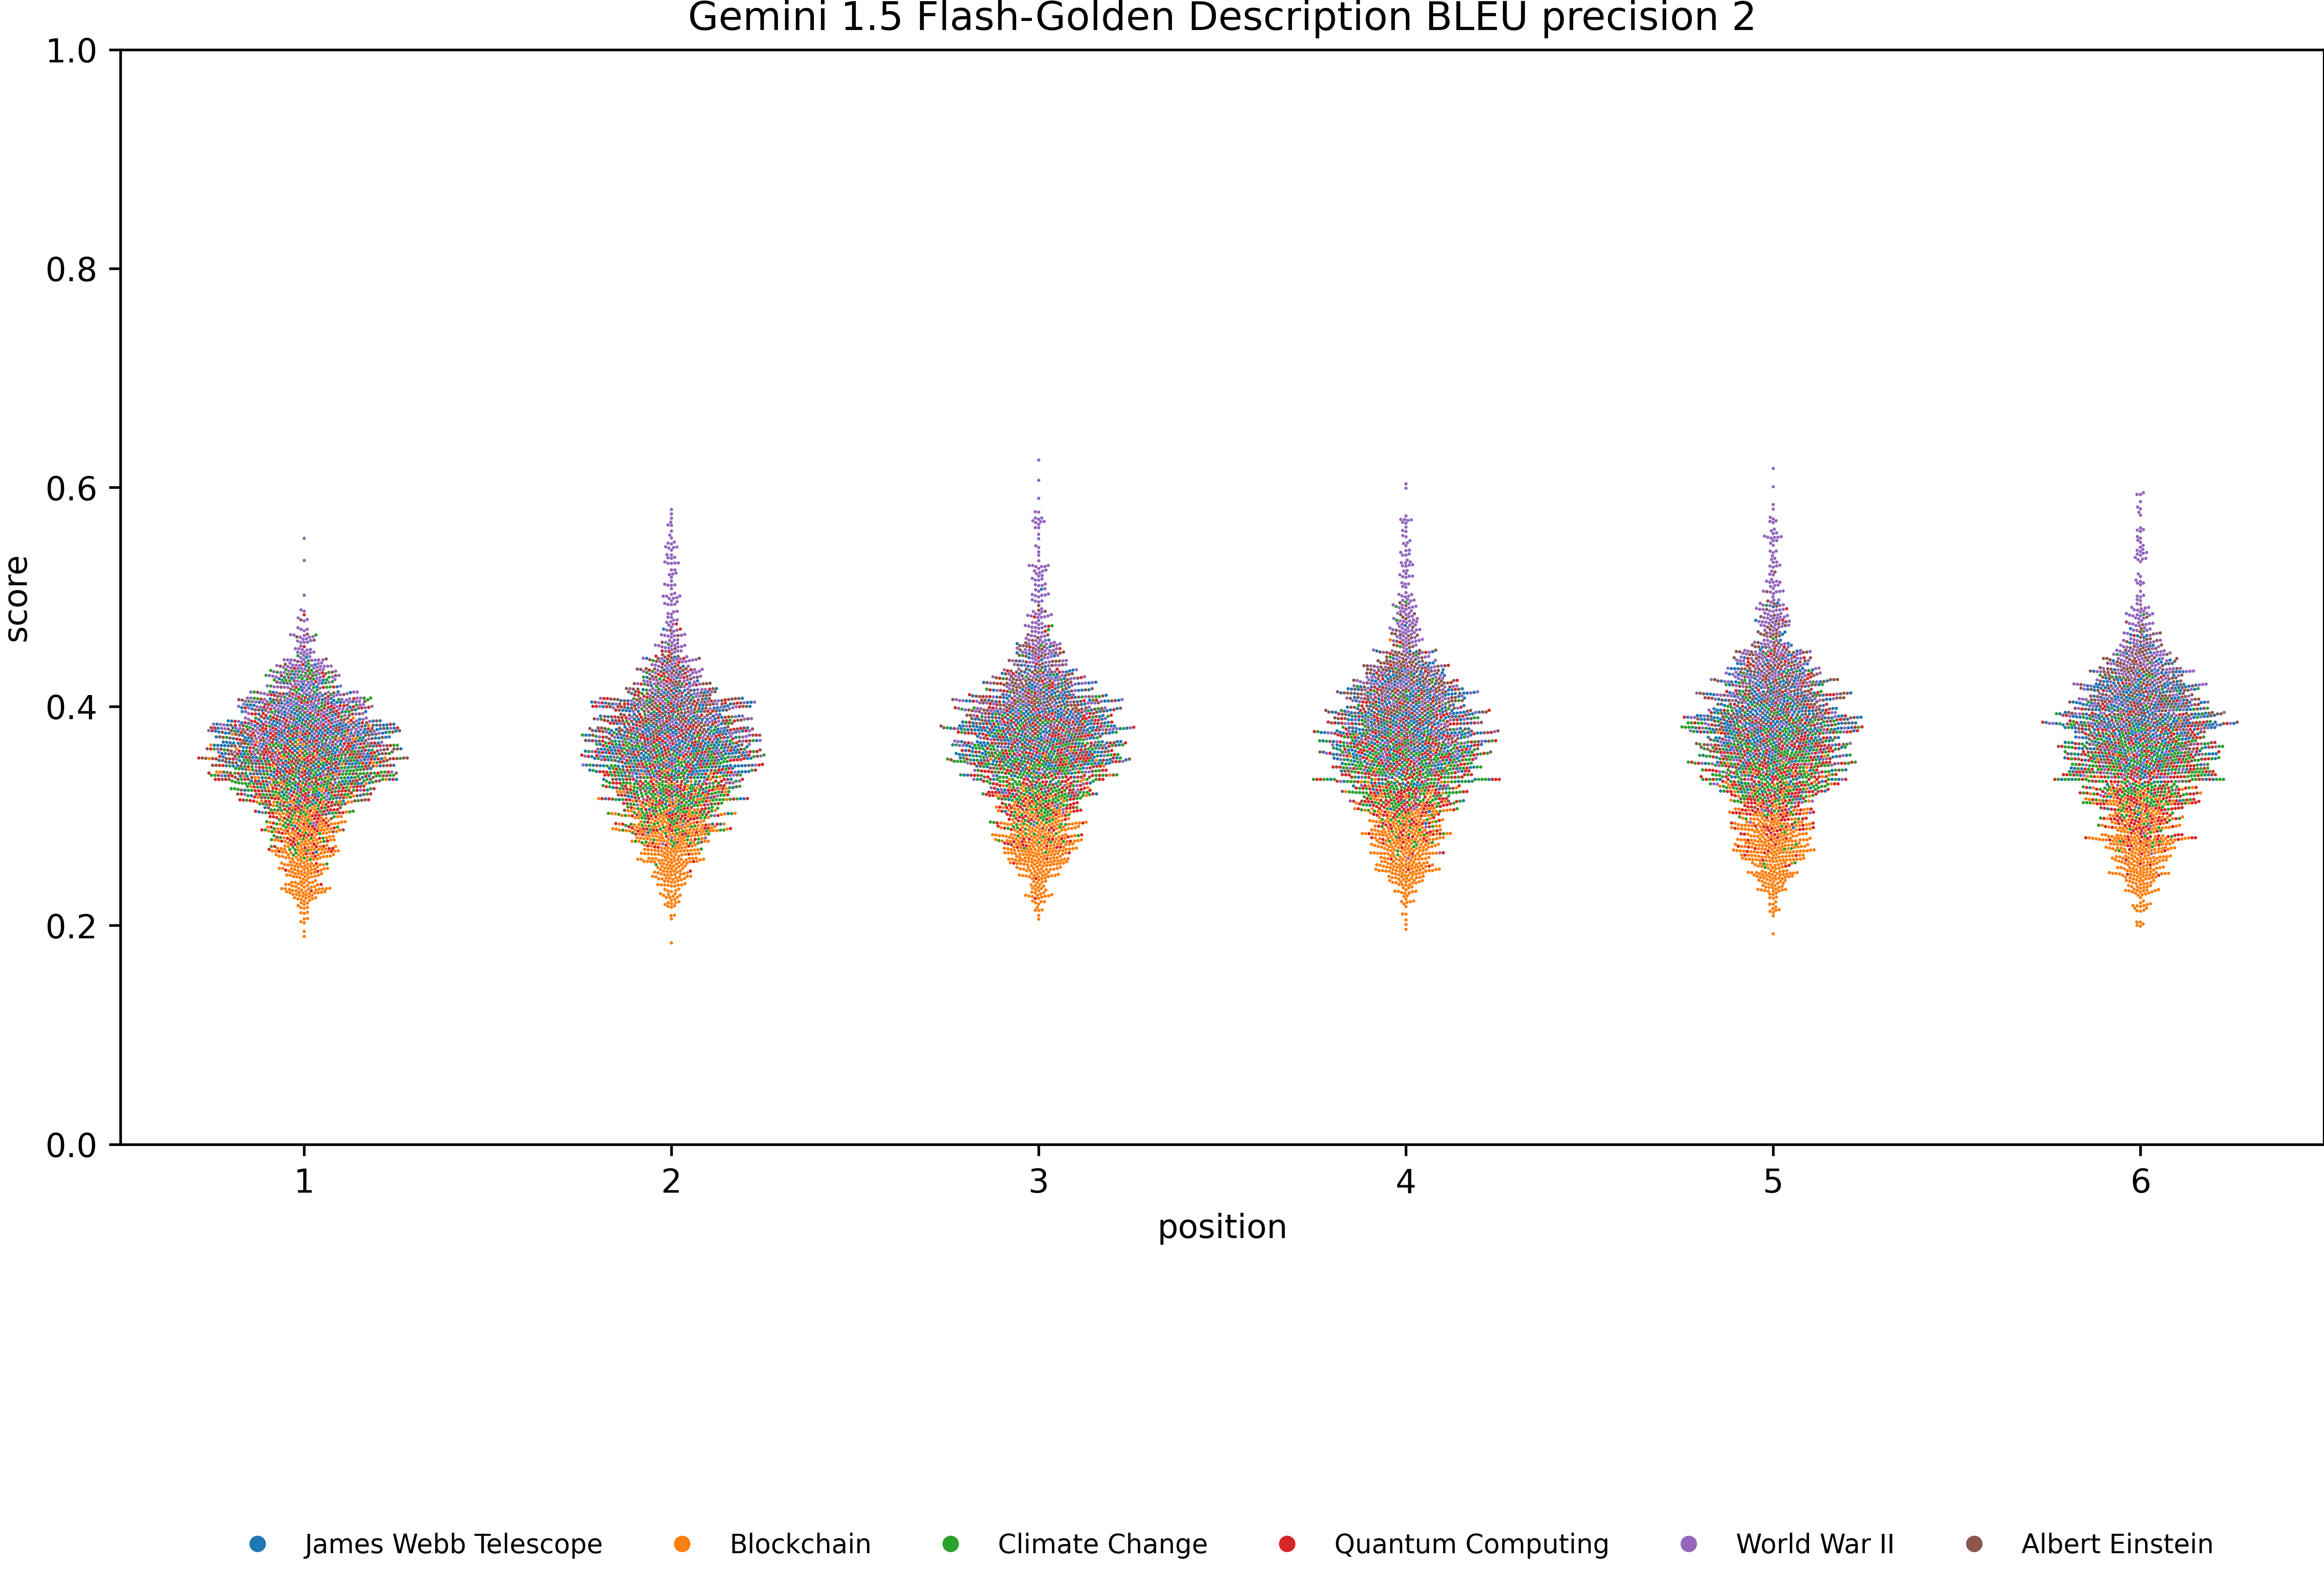 Gemini 1.5 Flash-Golden Description BLEU precision 2
1.0
0.8
0.6
0.4
0.2
0.0
score
1 2 3 4 5 6
position
James Webb Telescope Blockchain Climate Change Quantum Computing World War II Albert Einstein